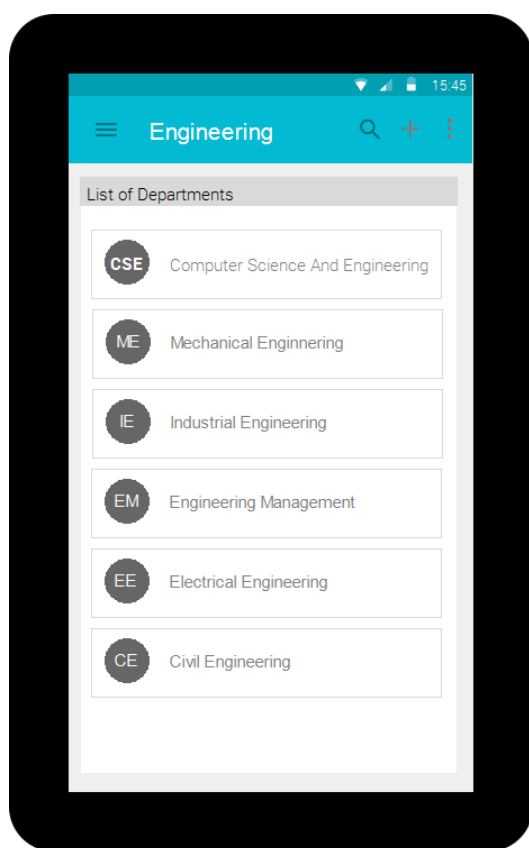 15:45
Engineering
List of Departments
CSE Computer Science And Engineering
ME Mechanical Enginnering
IE Industrial Engineering
EM Engineering Management
EE Electrical Engineering
CE Civil Engineering